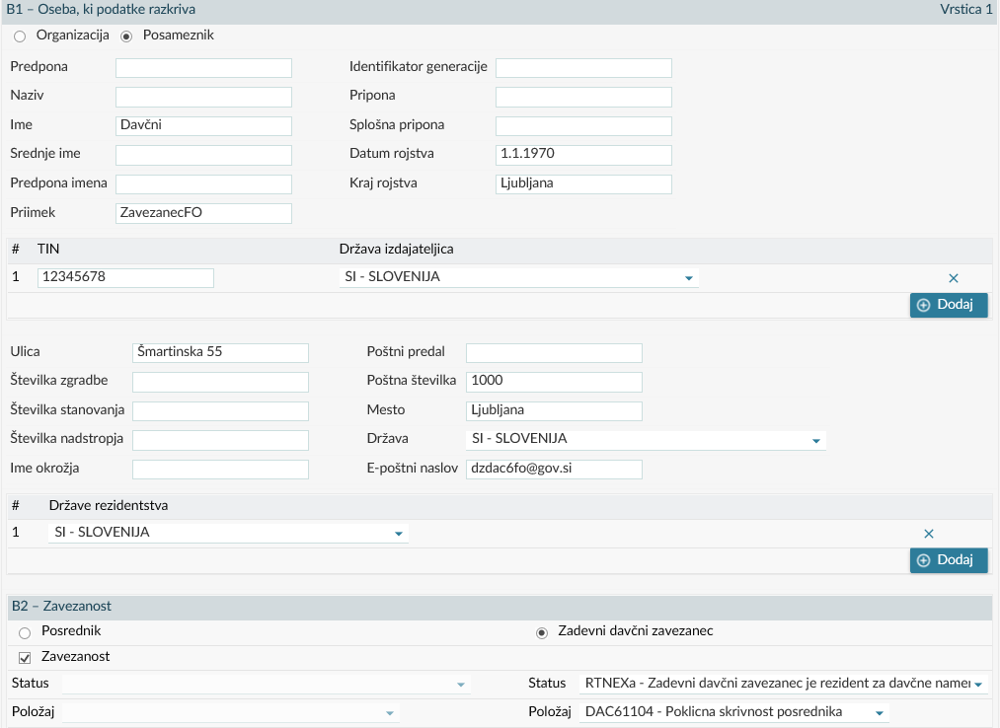 B1 – Oseba, ki podatke razkriva Vrstica 1
Organizacija Posameznik
Predpona Identifikator generacije
Naziv Pripona
Ime Davčni Splošna pripona
Srednje ime Datum rojstva 1.1.1970
Predpona imena Kraj rojstva Ljubljana
Priimek ZavezanecFO
# TIN Država izdajateljica
1 12345678 SI - SLOVENIJA
Dodaj
Ulica Šmartinska 55 Poštni predal
Številka zgradbe Poštna številka 1000
Številka stanovanja Mesto Ljubljana
Številka nadstropja Država SI - SLOVENIJA
Ime okrožja E-poštni naslov dzdac6fo@gov.si
# Države rezidentstva
1 SI - SLOVENIJA
Dodaj
B2 – Zavezanost
Posrednik Zadevni davčni zavezanec
Zavezanost
Status Status RTNEXa - Zadevni davčni zavezanec je rezident za davčne namer
Položaj Položaj DAC61104 - Poklicna skrivnost posrednika